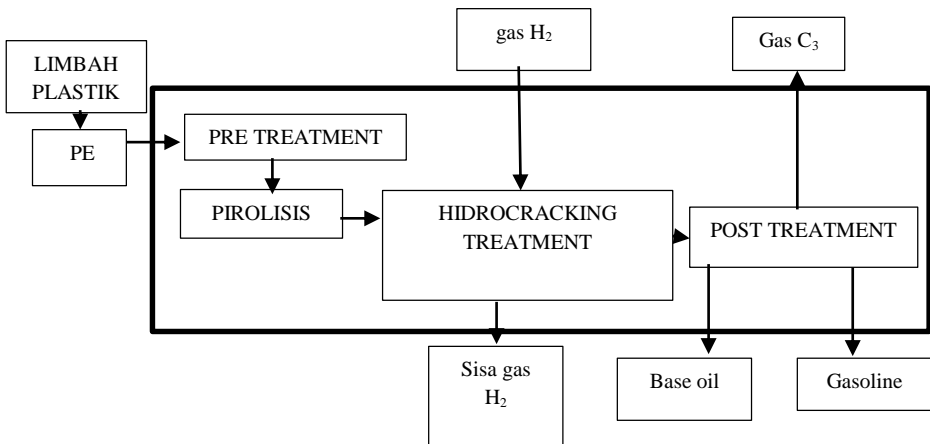 gas H₂
Gas C₃
LIMBAH
PLASTIK
PE
PRE TREATMENT
PIROLISIS
HIDROCRACKING
TREATMENT
POST TREATMENT
Sisa gas
H₂
Base oil
Gasoline